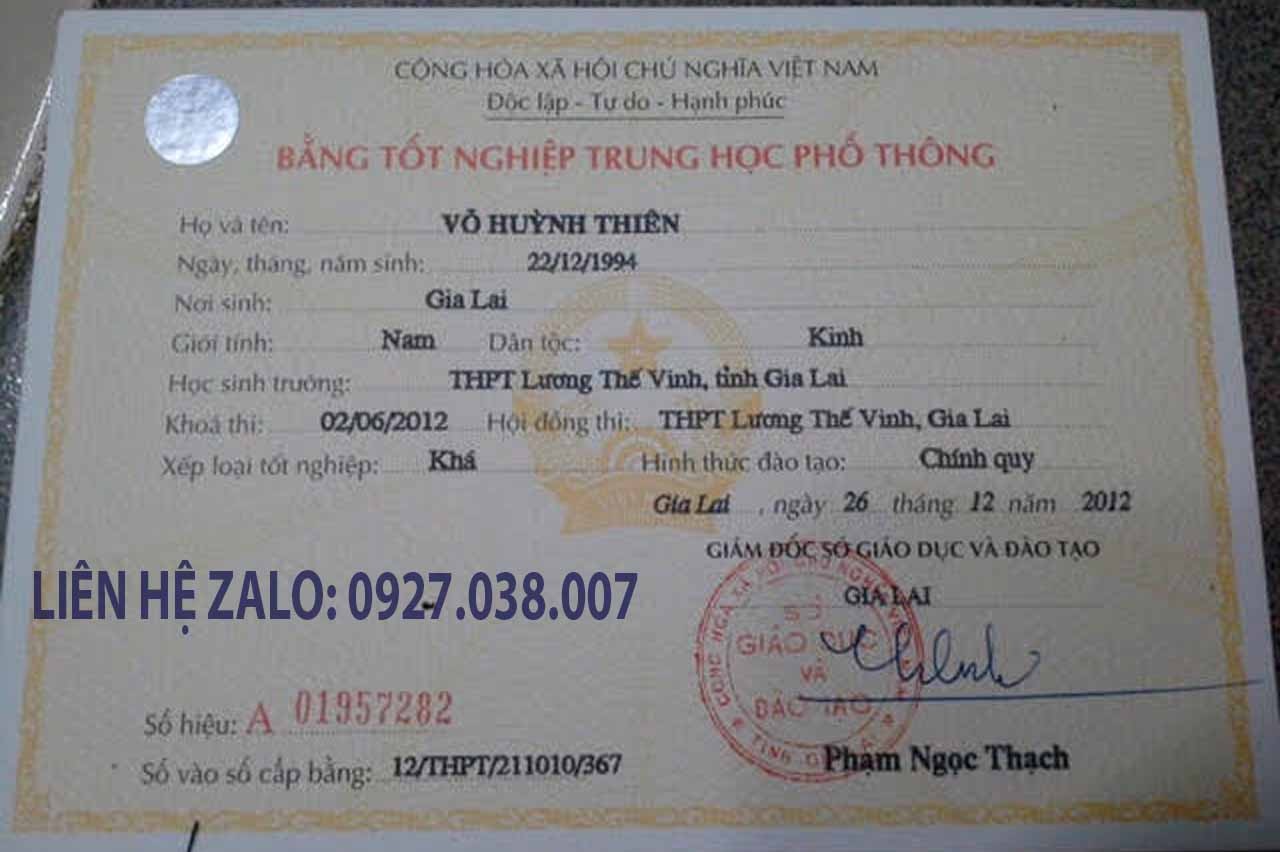 CỘNG HÒA XÃ HỘI CHỦ NGHĨA VIỆT NAM
Độc lập - Tự do - Hạnh phúc
BẰNG TỐT NGHIỆP TRUNG HỌC PHỔ THÔNG
Họ và tên: VÕ HUỲNH THIÊN
Ngày, tháng, năm sinh: 22/12/1994
Nơi sinh: Gia Lai
Giới tính: Nam Dân tộc: Kinh
Học sinh trường: THPT Lương Thế Vinh, tỉnh Gia Lai
Khoá thi: 02/06/2012 Hội đồng thi: THPT Lương Thế Vinh, Gia Lai
Xếp loại tốt nghiệp: Khá Hình thức đào tạo: Chính quy
Gia Lai, ngày 26 tháng 12 năm 2012
GIÁM ĐỐC SỞ GIÁO DỤC VÀ ĐÀO TẠO
GIA LAI
LIÊN HỆ ZALO: 0927.038.007
SỞ
GIÁO DỤC
VÀ
ĐÀO TẠO
Số hiệu: A 01957282
Phạm Ngọc Thạch
Số vào sổ cấp bằng: 12/THPT/211010/367